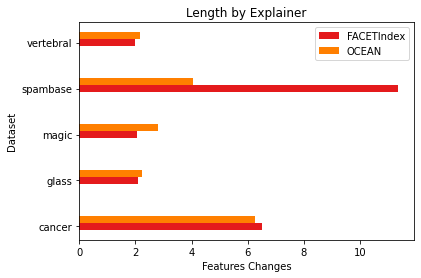 Length by Explainer
FACETIndex
OCEAN
vertebral
spambase
magic
glass
cancer
Dataset
0 2 4 6 8 10
Features Changes